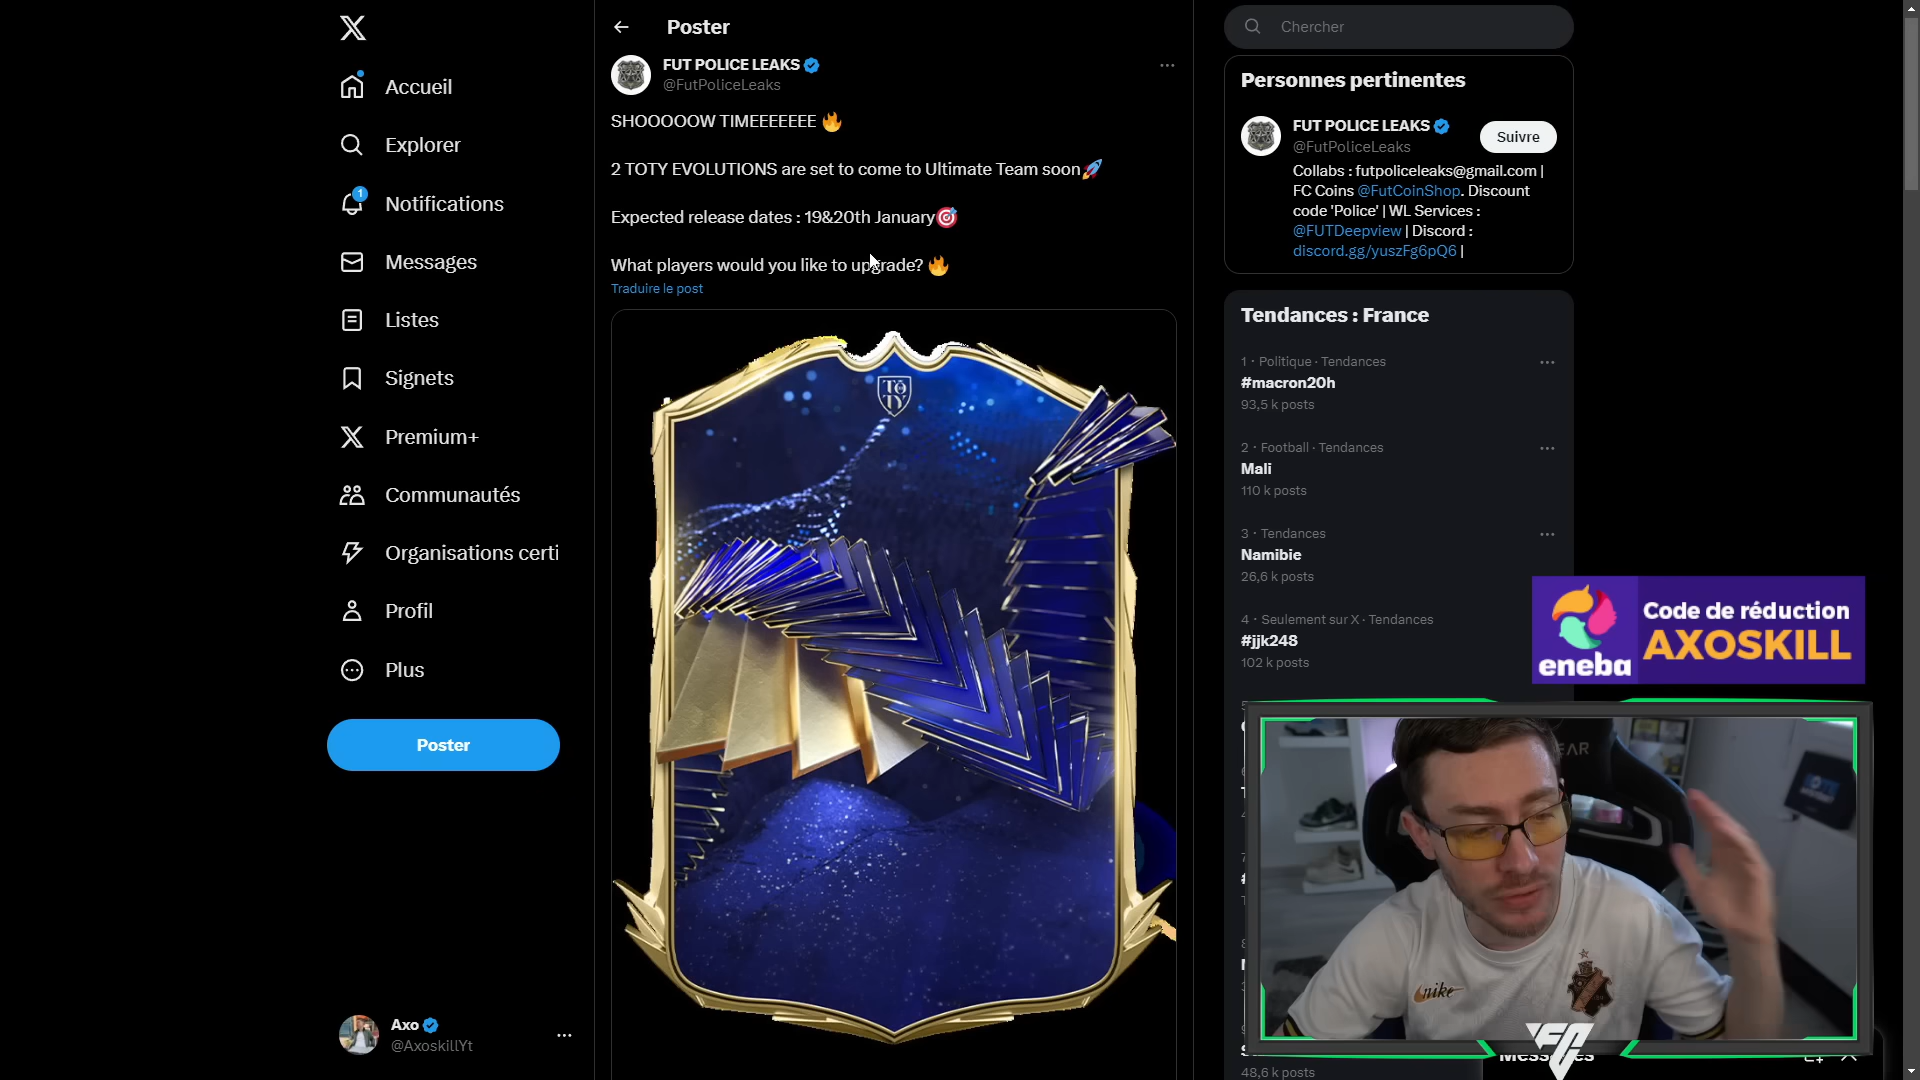 Accueil
Explorer
1
Notifications
Messages
Listes
Signets
Premium+
Communautés
Organisations certi
Profil
Plus
Poster
Axo
@AxoskillYt
Poster
FUT POLICE LEAKS
@FutPoliceLeaks
SHOOOOOW TIMEEEEEEE 🔥
2 TOTY EVOLUTIONS are set to come to Ultimate Team soon🚀
Expected release dates : 19&20th January🎯
What players would you like to upgrade? 🔥
Traduire le post
Chercher
Personnes pertinentes
FUT POLICE LEAKS
@FutPoliceLeaks
Suivre
Collabs : futpoliceleaks@gmail.com |
FC Coins @FutCoinShop. Discount
code 'Police' | WL Services :
@FUTDeepview | Discord :
discord.gg/yuszFg6pQ6 |
Tendances : France
1 · Politique · Tendances
#macron20h
93,5 k posts
2 · Football · Tendances
Mali
110 k posts
3 · Tendances
Namibie
26,6 k posts
4 · Seulement sur X · Tendances
#jjk248
102 k posts
48,6 k posts
eneba
Code de réduction
AXOSKILL
NIKE